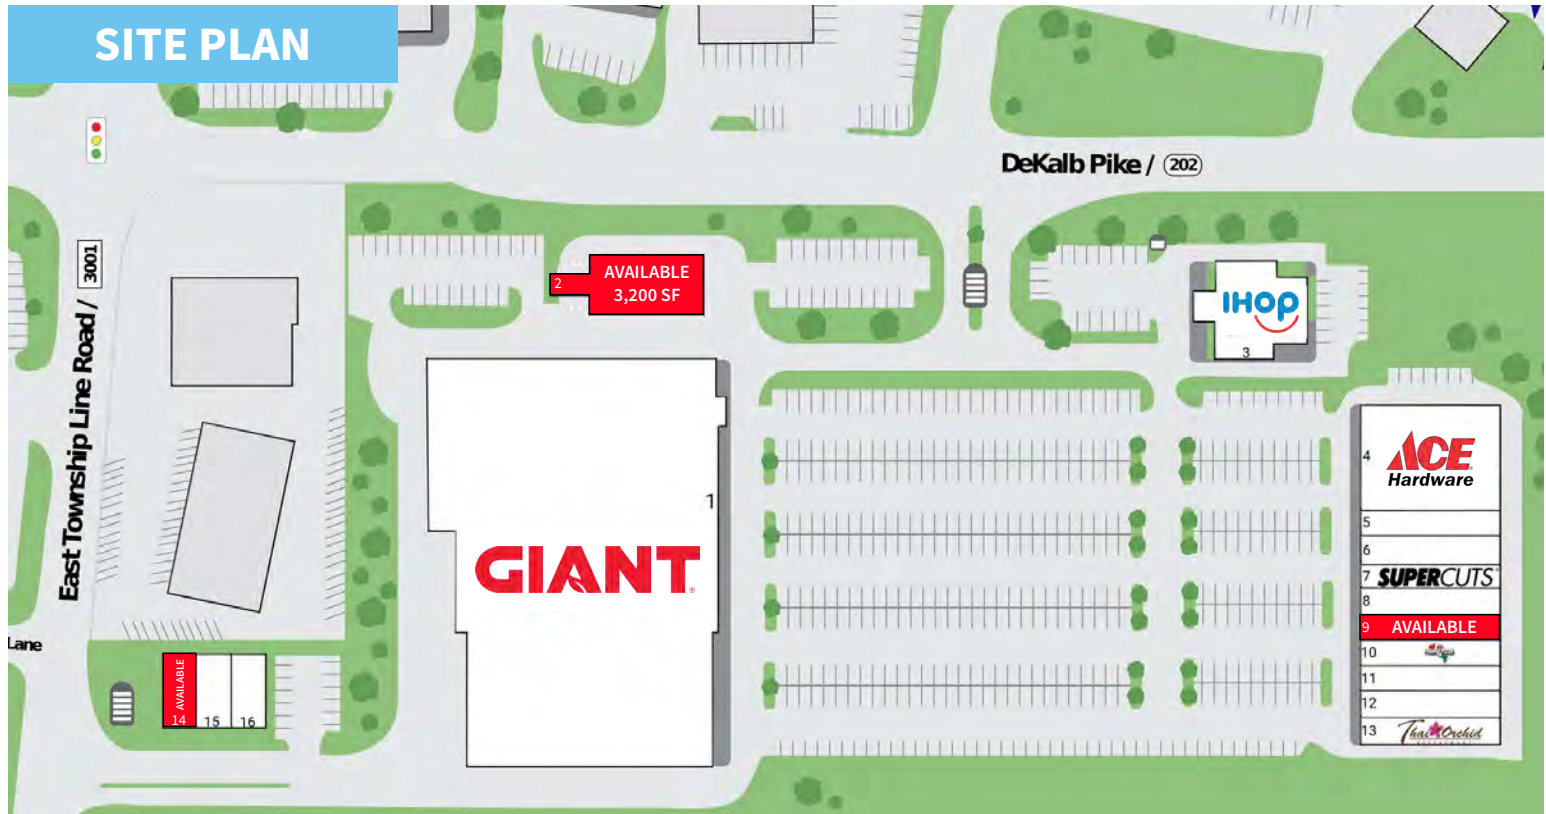 SITE PLAN
DeKalb Pike / 202
East Township Line Road / 3001
Lane
2
AVAILABLE
3,200 SF
IHOP
3
1
GIANT
4
ACE
Hardware
5
6
7 SUPERCUTS
8
9 AVAILABLE
10
11
12
13 Thai Orchid
AVAILABLE
14
15
16